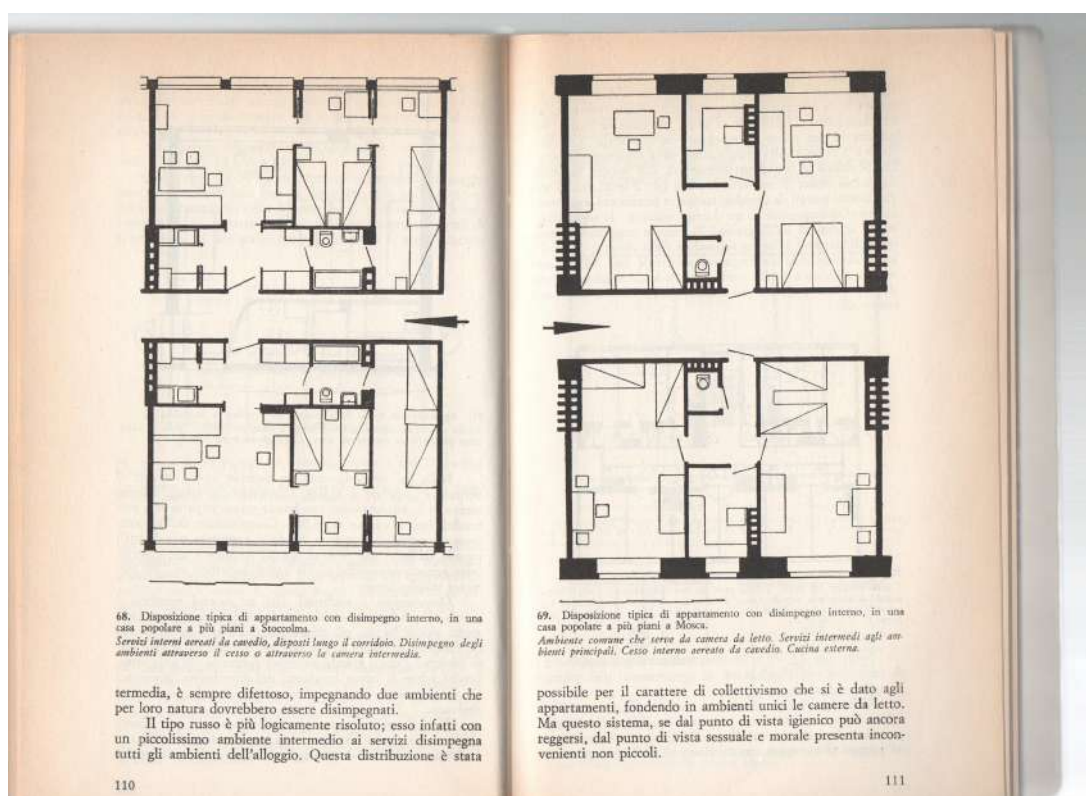 68. Disposizione tipica di appartamento con disimpegno interno, in una
casa popolare a più piani a Stoccolma.
Servizi interni aereati da cavedio, disposti lungo il corridoio. Disimpegno degli
ambienti attraverso il cesso o attraverso la camera intermedia.
termedia, è sempre difettoso, impegnando due ambienti che
per loro natura dovrebbero essere disimpegnati.
Il tipo russo è più logicamente risoluto; esso infatti con
un piccolissimo ambiente intermedio ai servizi disimpegna
tutti gli ambienti dell'alloggio. Questa distribuzione è stata
110
69. Disposizione tipica di appartamento con disimpegno interno, in una
casa popolare a più piani a Mosca.
Ambiente comune che serve da camera da letto. Servizi intermedi agli am-
bienti principali. Cesso interno aereato da cavedio. Cucina esterna.
possibile per il carattere di collettivismo che si è dato agli
appartamenti, fondendo in ambienti unici le camere da letto.
Ma questo sistema, se dal punto di vista igienico può ancora
reggersi, dal punto di vista sessuale e morale presenta incon-
venienti non piccoli.
111